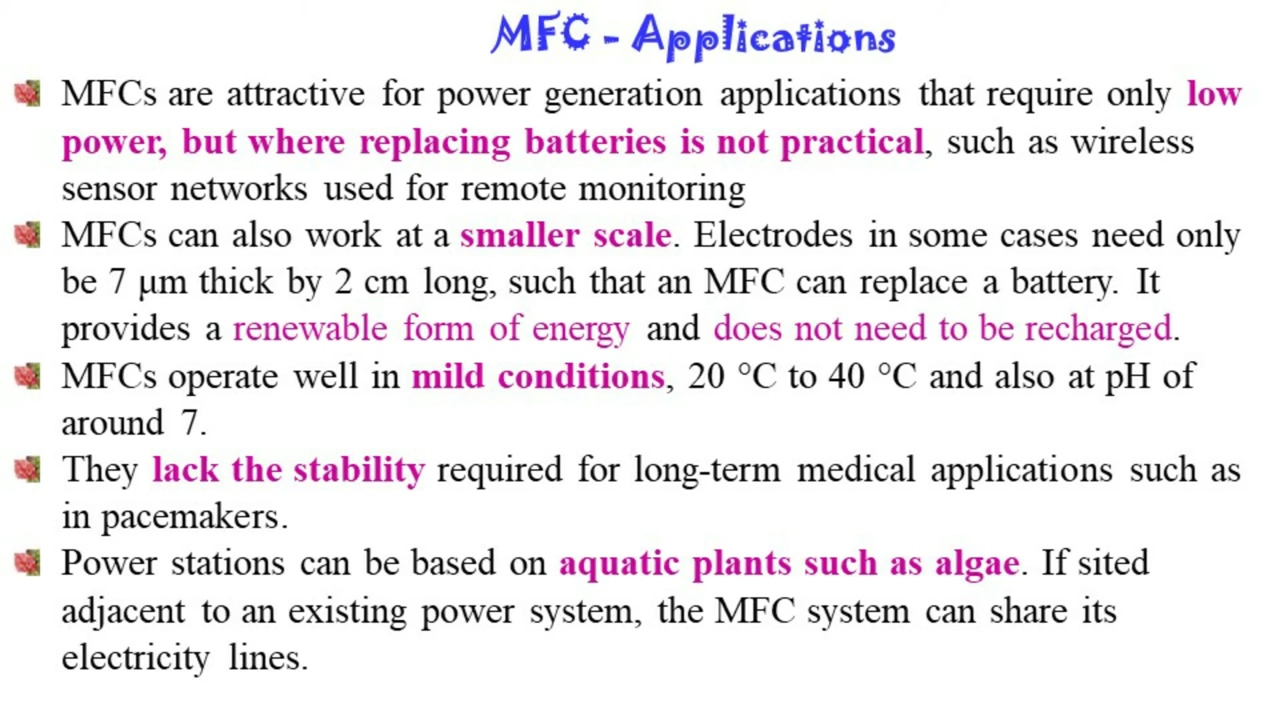 MFC - Applications
MFCs are attractive for power generation applications that require only low
power, but where replacing batteries is not practical, such as wireless
sensor networks used for remote monitoring
MFCs can also work at a smaller scale. Electrodes in some cases need only
be 7 μm thick by 2 cm long, such that an MFC can replace a battery. It
provides a renewable form of energy and does not need to be recharged.
MFCs operate well in mild conditions, 20 °C to 40 °C and also at pH of
around 7.
They lack the stability required for long-term medical applications such as
in pacemakers.
Power stations can be based on aquatic plants such as algae. If sited
adjacent to an existing power system, the MFC system can share its
electricity lines.